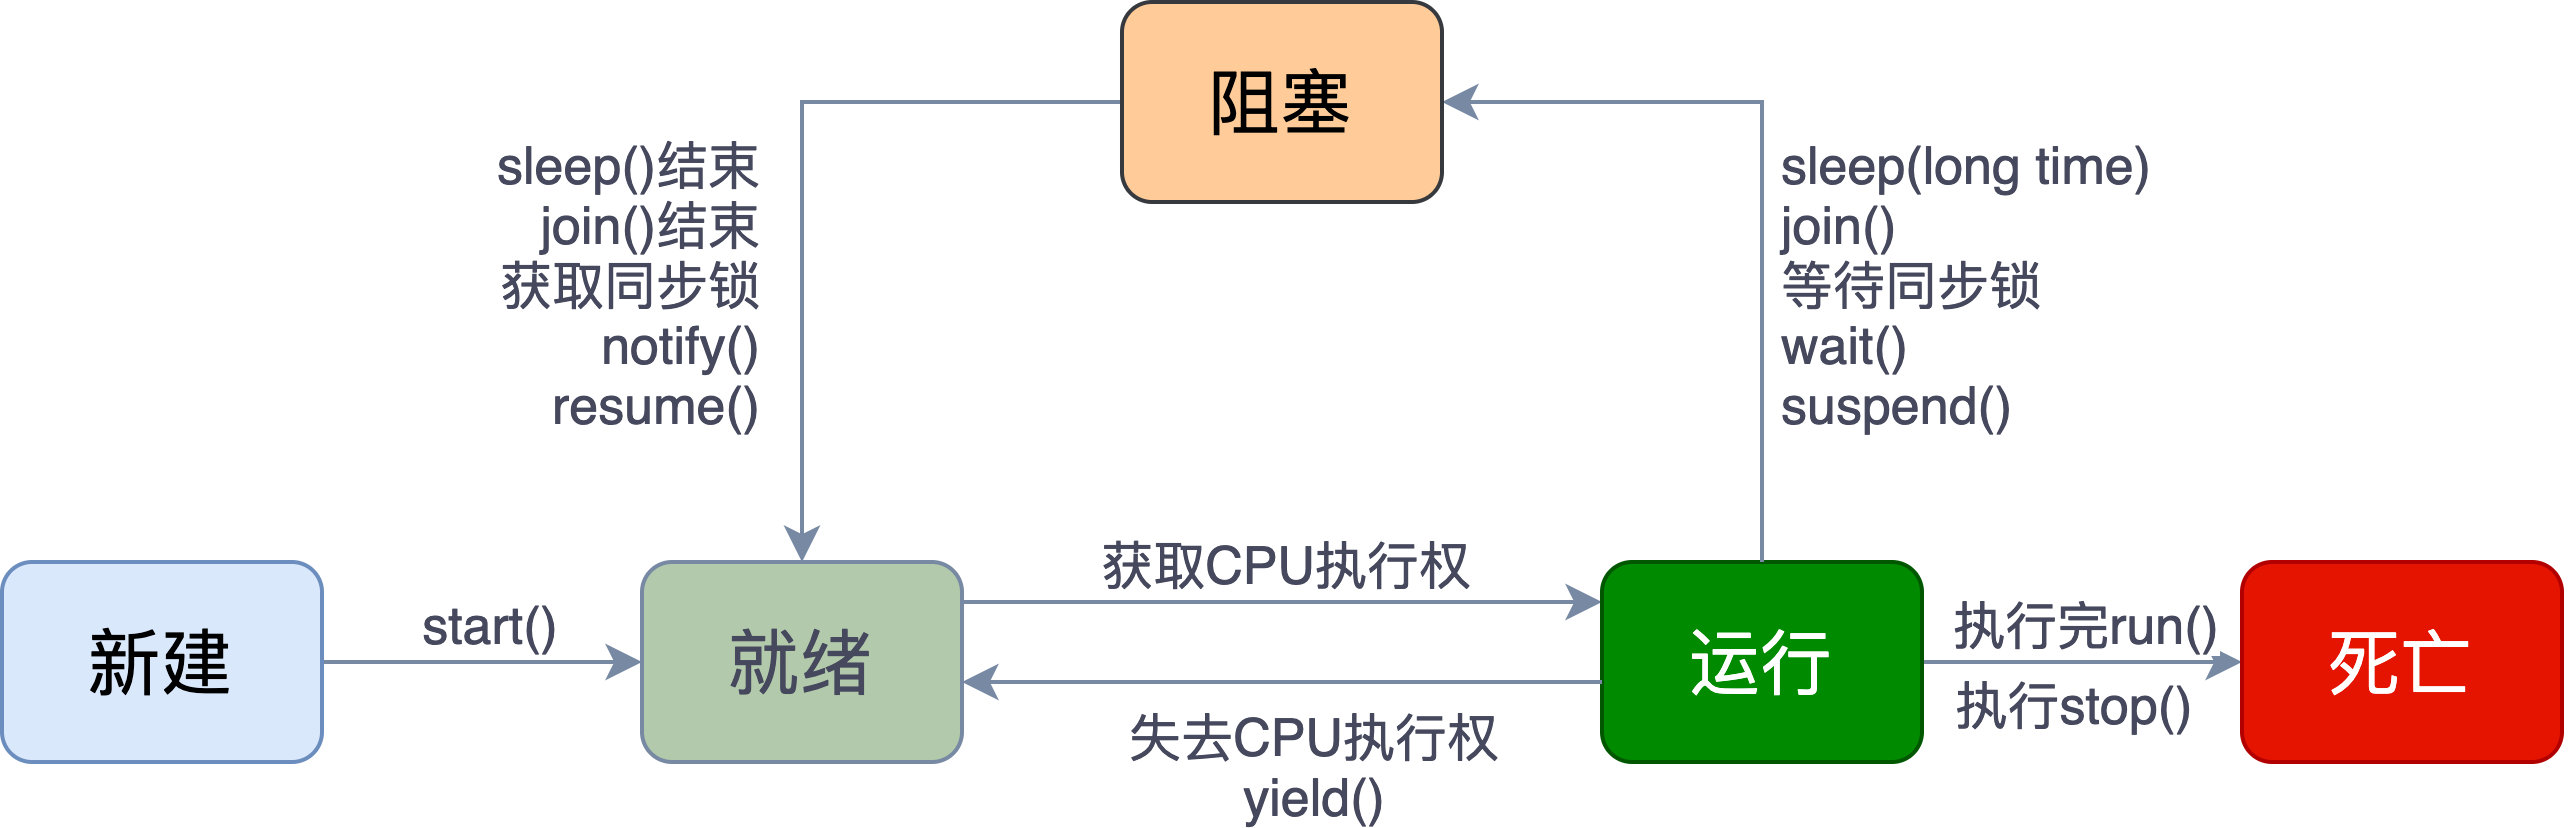 阻塞
sleep()结束
join()结束
获取同步锁
notify()
resume()
sleep(long time)
join()
等待同步锁
wait()
suspend()
新建
start()
就绪
获取CPU执行权
失去CPU执行权
yield()
运行
执行完run()
执行stop()
死亡